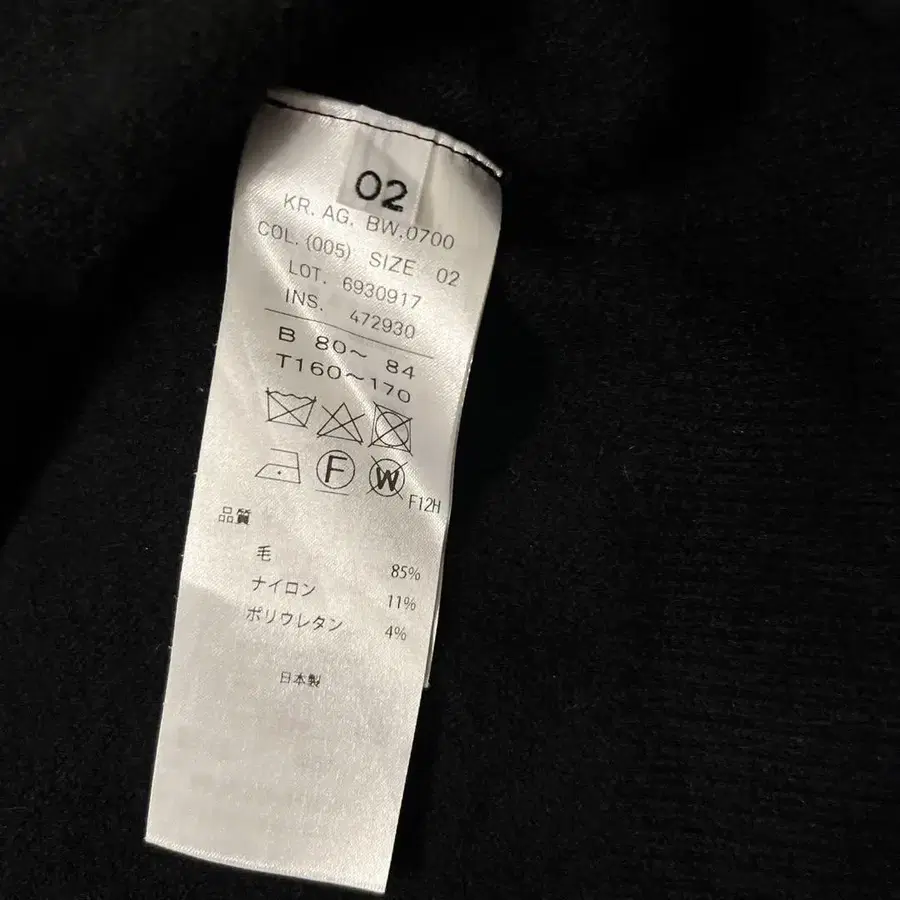 02
KR. AG. BW.0700
COL. (005) SIZE 02
LOT. 6930917
INS. 472930
B 80~ 84
T160~170
F W
F12H
品質
毛 85%
ナイロン 11%
ポリウレタン 4%
日本製